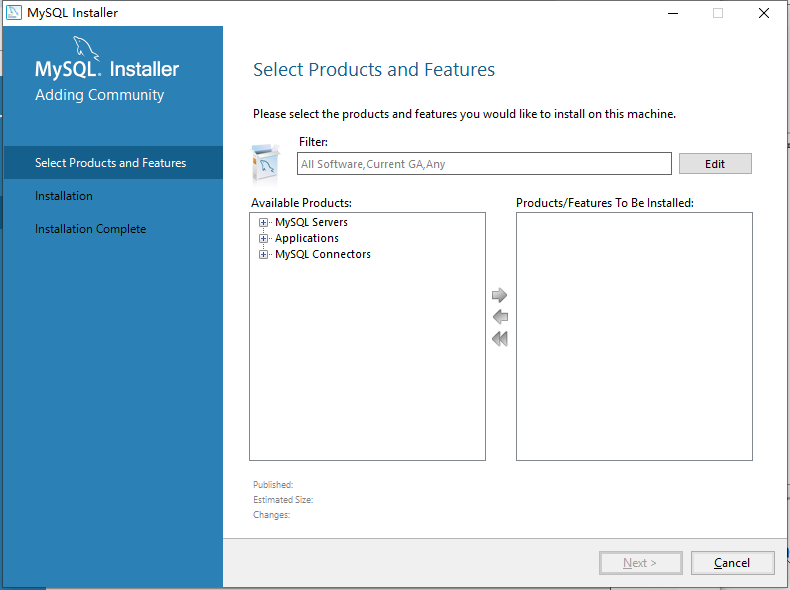 MySQL Installer
MySQL. Installer
Adding Community
Select Products and Features
Installation
Installation Complete
Select Products and Features
Please select the products and features you would like to install on this machine.
Filter:
All Software,Current GA,Any
Edit
Available Products:
Products/Features To Be Installed:
MySQL Servers
Applications
MySQL Connectors
Published:
Estimated Size:
Changes:
Next >
Cancel